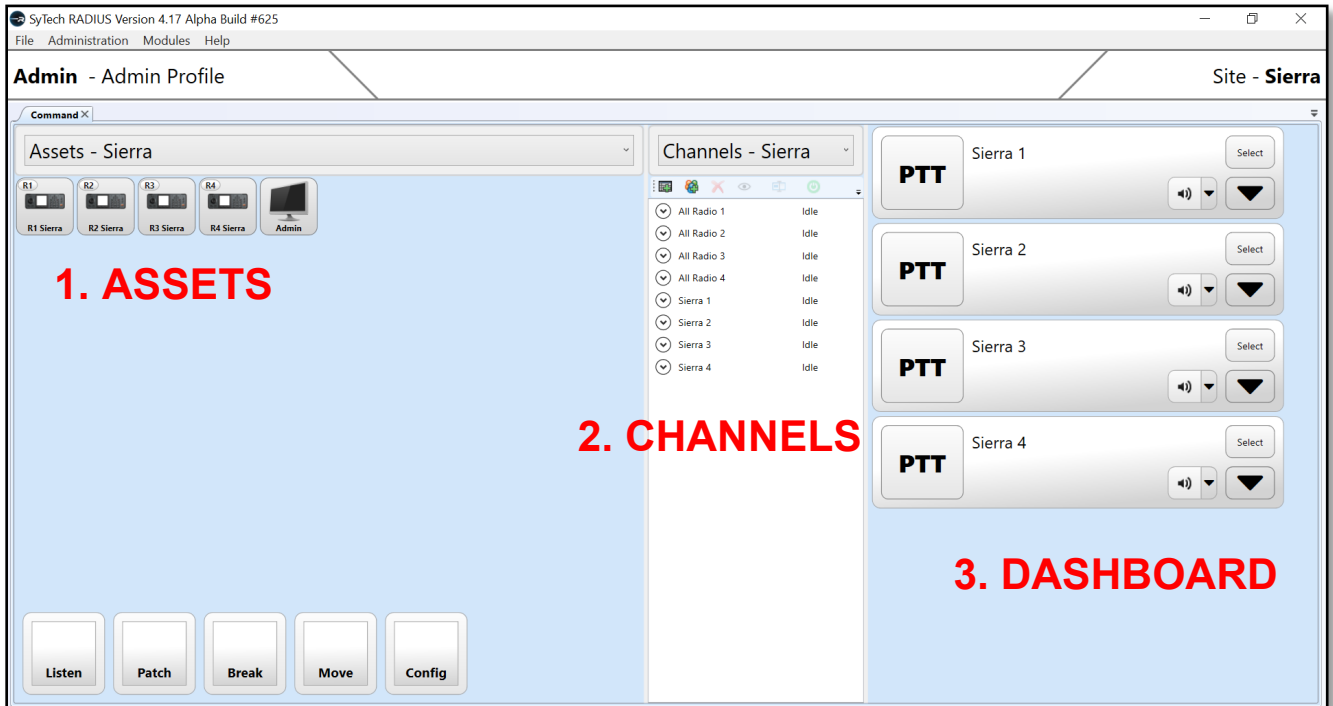 SyTech RADIUS Version 4.17 Alpha Build #625
File Administration Modules Help
Admin - Admin Profile
Site - Sierra
Command
Assets - Sierra
R1
R2
R3
R4
R1 Sierra
R2 Sierra
R3 Sierra
R4 Sierra
Admin
1. ASSETS
Listen
Patch
Break
Move
Config
Channels - Sierra
All Radio 1 Idle
All Radio 2 Idle
All Radio 3 Idle
All Radio 4 Idle
Sierra 1 Idle
Sierra 2 Idle
Sierra 3 Idle
Sierra 4 Idle
2. CHANNELS
PTT
Sierra 1
Select
PTT
Sierra 2
Select
PTT
Sierra 3
Select
PTT
Sierra 4
Select
3. DASHBOARD